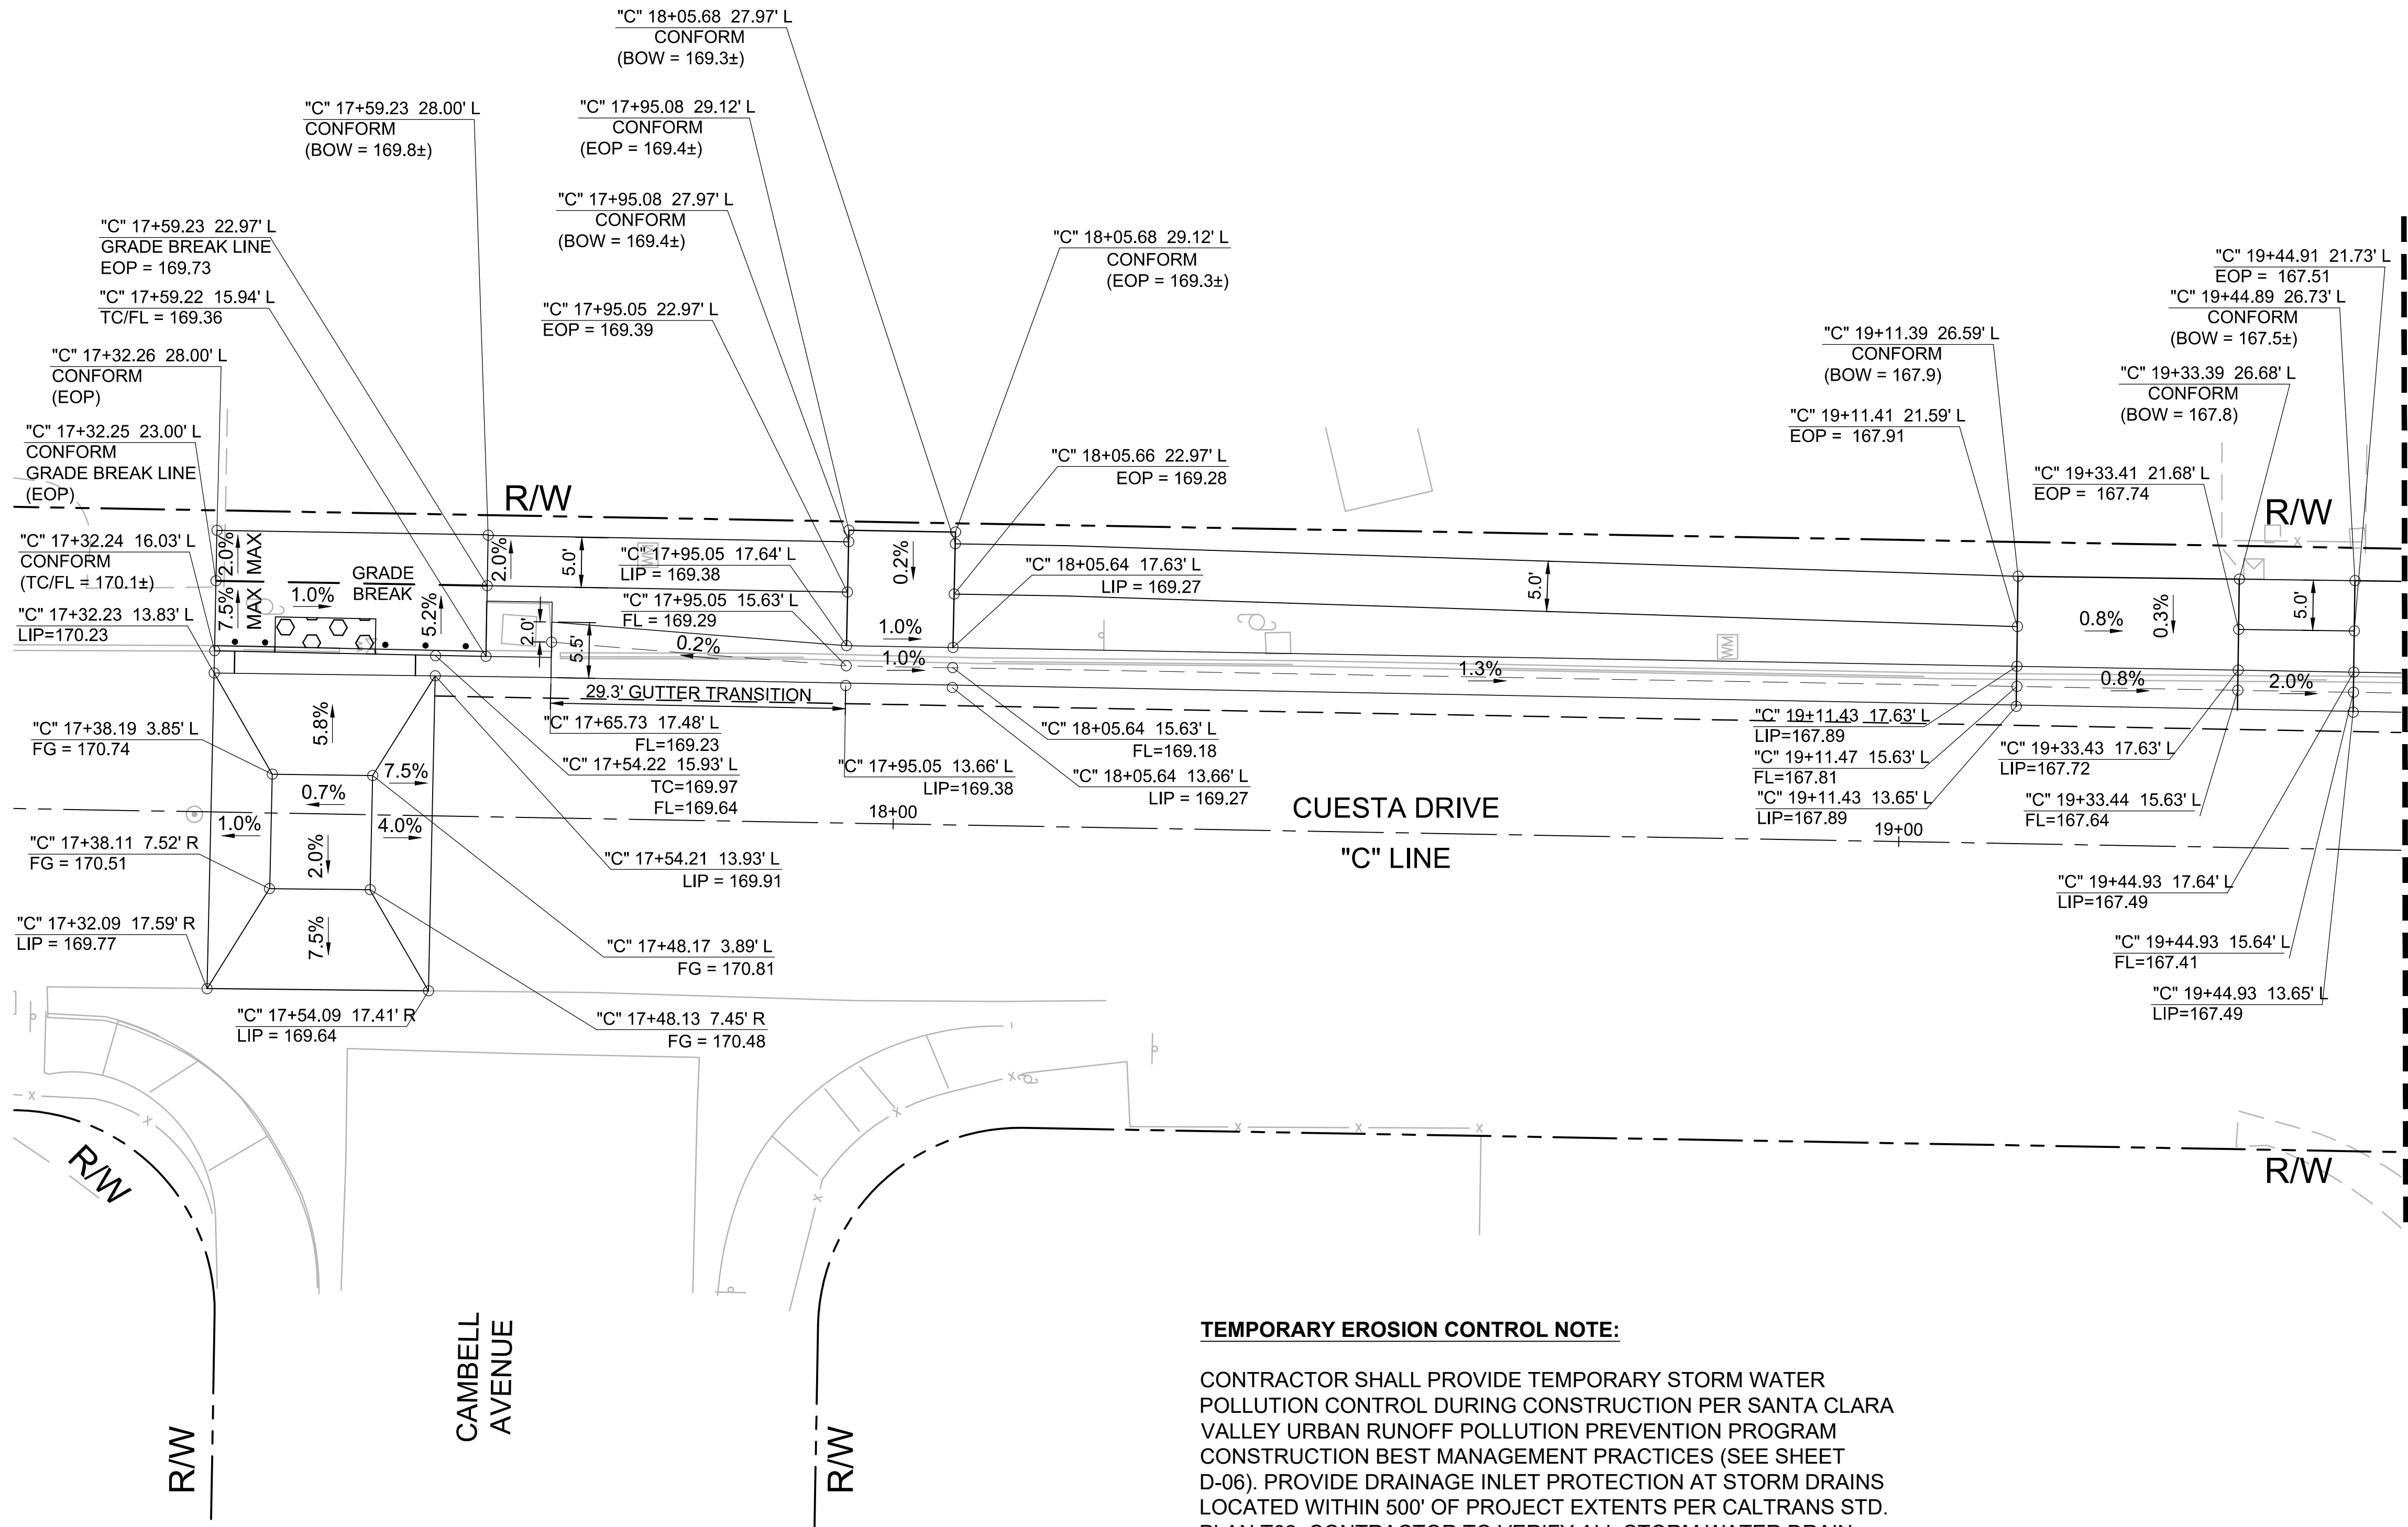 "C" 18+05.68 27.97' L
CONFORM
(BOW = 169.3±)
"C" 17+59.23 28.00' L
CONFORM
(BOW = 169.8±)
"C" 17+95.08 29.12' L
CONFORM
(EOP = 169.4±)
"C" 17+95.08 27.97' L
CONFORM
(BOW = 169.4±)
"C" 17+59.23 22.97' L
GRADE BREAK LINE
EOP = 169.73
"C" 17+59.22 15.94' L
TC/FL = 169.36
"C" 17+95.05 22.97' L
EOP = 169.39
"C" 18+05.68 29.12' L
CONFORM
(EOP = 169.3±)
"C" 17+32.26 28.00' L
CONFORM
(EOP)
"C" 17+32.25 23.00' L
CONFORM
GRADE BREAK LINE
(EOP)
"C" 17+32.24 16.03' L
CONFORM
(TC/FL = 170.1±)
"C" 17+32.23 13.83' L
LIP=170.23
"C" 19+44.91 21.73' L
EOP = 167.51
"C" 19+44.89 26.73' L
CONFORM
(BOW = 167.5±)
"C" 19+11.39 26.59' L
CONFORM
(BOW = 167.9)
"C" 19+33.39 26.68' L
CONFORM
(BOW = 167.8)
"C" 19+11.41 21.59' L
EOP = 167.91
"C" 19+33.41 21.68' L
EOP = 167.74
"C" 18+05.66 22.97' L
EOP = 169.28
R/W
R/W
2.0%
MAX
7.5%
MAX
GRADE
BREAK
1.0%
5.2%
2.0%
5.0'
WM
"C" 17+95.05 17.64' L
LIP = 169.38
"C" 17+95.05 15.63' L
FL = 169.29
0.2%
"C" 18+05.64 17.63' L
LIP = 169.27
5.0'
WM
0.8%
0.3%
5.0'
2.0'
5.5'
0.2%
1.0%
1.0%
1.3%
0.8%
2.0%
29.3' GUTTER TRANSITION
"C" 17+65.73 17.48' L
FL=169.23
"C" 17+54.22 15.93' L
TC=169.97
FL=169.64
"C" 17+95.05 13.66' L
LIP=169.38
"C" 18+05.64 15.63' L
FL=169.18
"C" 18+05.64 13.66' L
LIP = 169.27
"C" 19+11.43 17.63' L
LIP=167.89
"C" 19+11.47 15.63' L
FL=167.81
"C" 19+11.43 13.65' L
LIP=167.89
"C" 19+33.43 17.63' L
LIP=167.72
"C" 19+33.44 15.63' L
FL=167.64
"C" 17+38.19 3.85' L
FG = 170.74
5.8%
7.5%
0.7%
1.0%
4.0%
2.0%
7.5%
18+00
CUESTA DRIVE
19+00
"C" LINE
"C" 17+38.11 7.52' R
FG = 170.51
"C" 17+54.21 13.93' L
LIP = 169.91
"C" 17+32.09 17.59' R
LIP = 169.77
"C" 17+48.17 3.89' L
FG = 170.81
"C" 17+54.09 17.41' R
LIP = 169.64
"C" 17+48.13 7.45' R
FG = 170.48
"C" 19+44.93 17.64' L
LIP=167.49
"C" 19+44.93 15.64' L
FL=167.41
"C" 19+44.93 13.65' L
LIP=167.49
R/W
R/W
CAMBELL
AVENUE
R/W
R/W
TEMPORARY EROSION CONTROL NOTE:
CONTRACTOR SHALL PROVIDE TEMPORARY STORM WATER
POLLUTION CONTROL DURING CONSTRUCTION PER SANTA CLARA
VALLEY URBAN RUNOFF POLLUTION PREVENTION PROGRAM
CONSTRUCTION BEST MANAGEMENT PRACTICES (SEE SHEET
D-06). PROVIDE DRAINAGE INLET PROTECTION AT STORM DRAINS
LOCATED WITHIN 500' OF PROJECT EXTENTS PER CALTRANS STD.
CONTRACTOR TO VERIFY ALL STORM WATER DRAIN